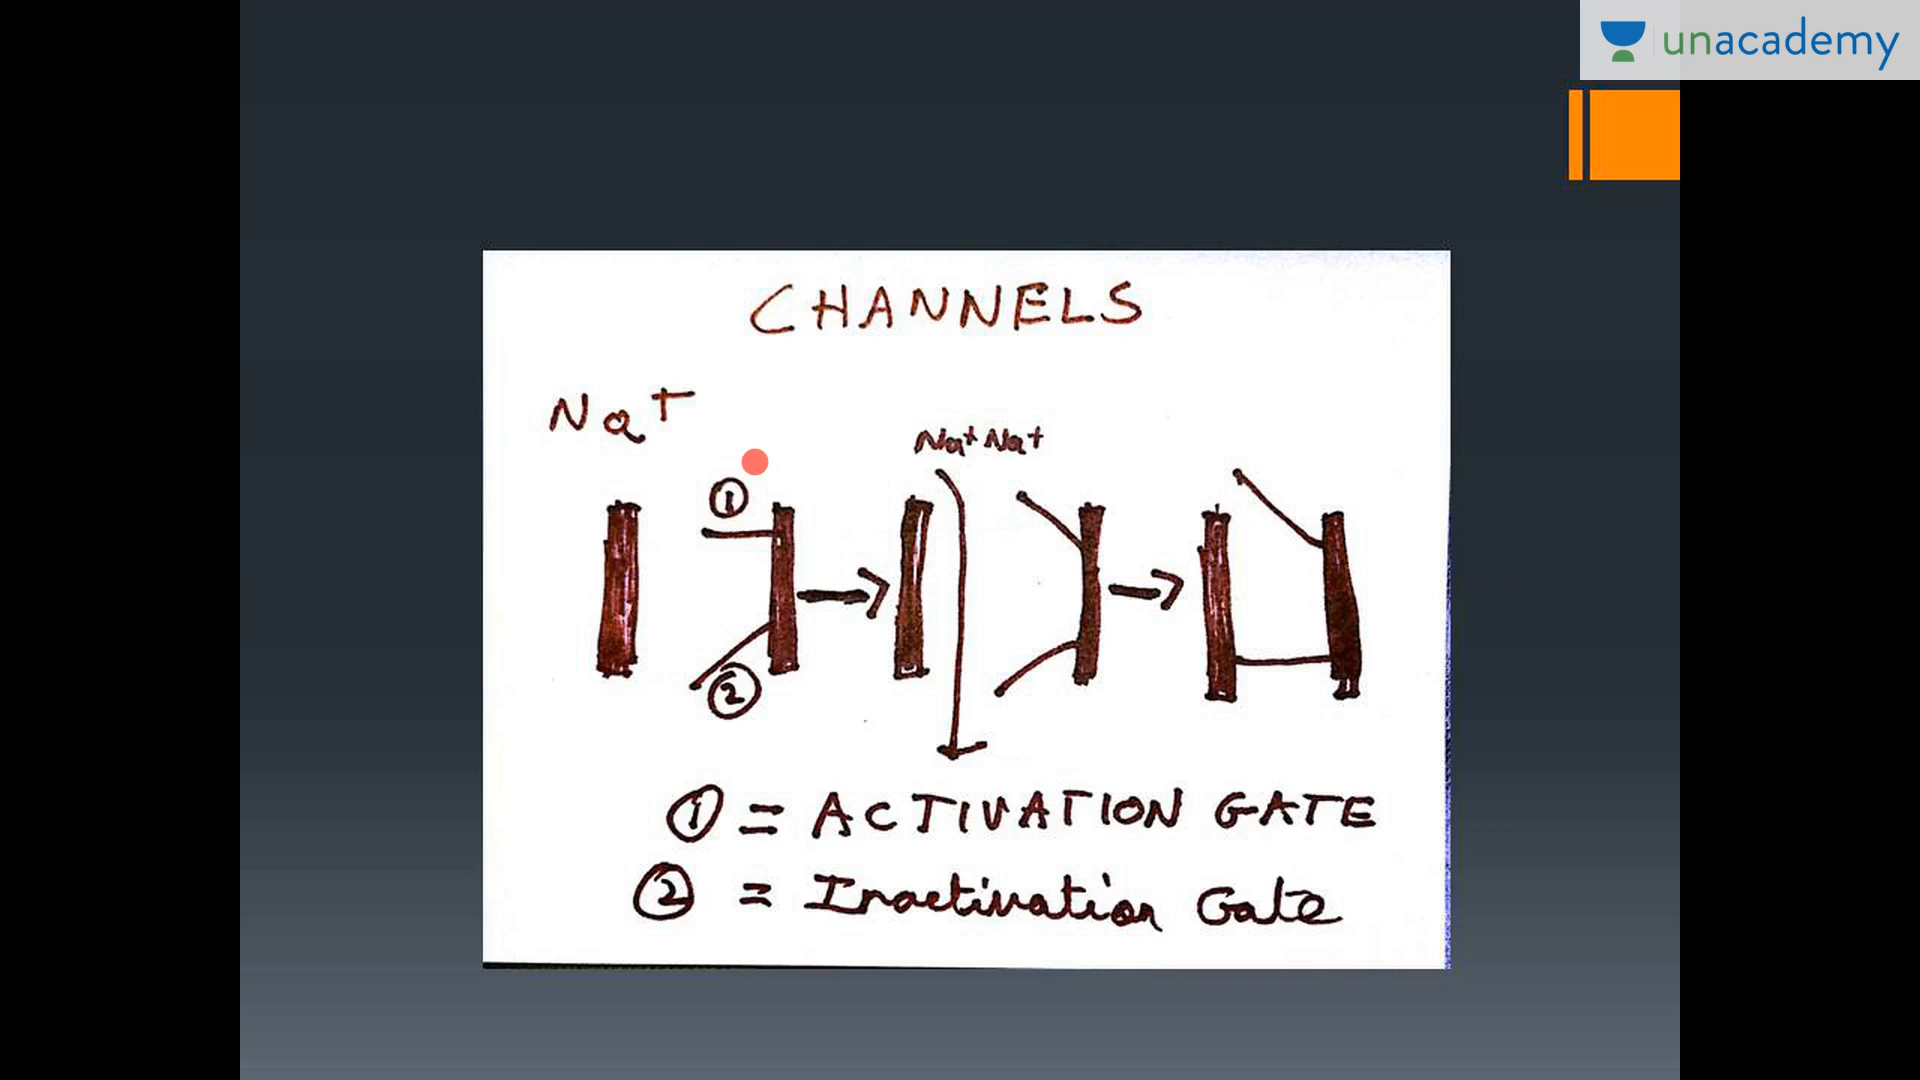 unacademy
CHANNELS
Na+
Na+ Na+
①
②
① = ACTIVATION GATE
② = Inactivation Gate